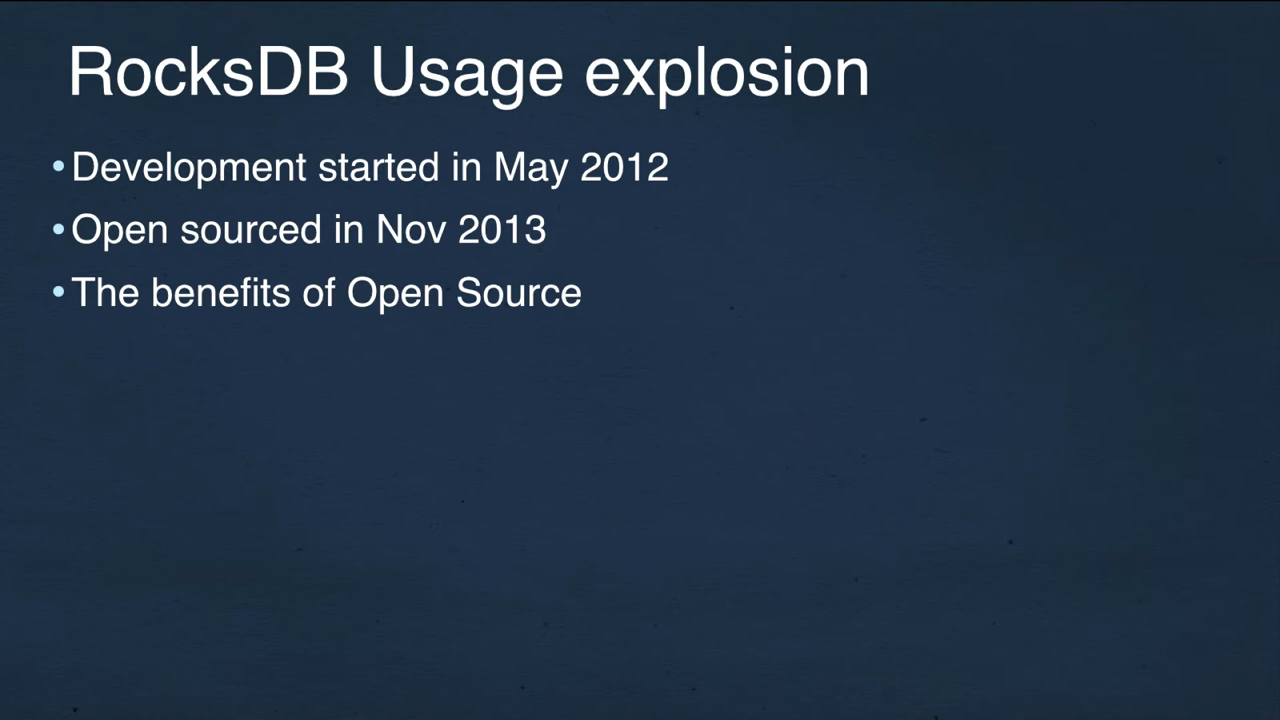 RocksDB Usage explosion
• Development started in May 2012
• Open sourced in Nov 2013
• The benefits of Open Source